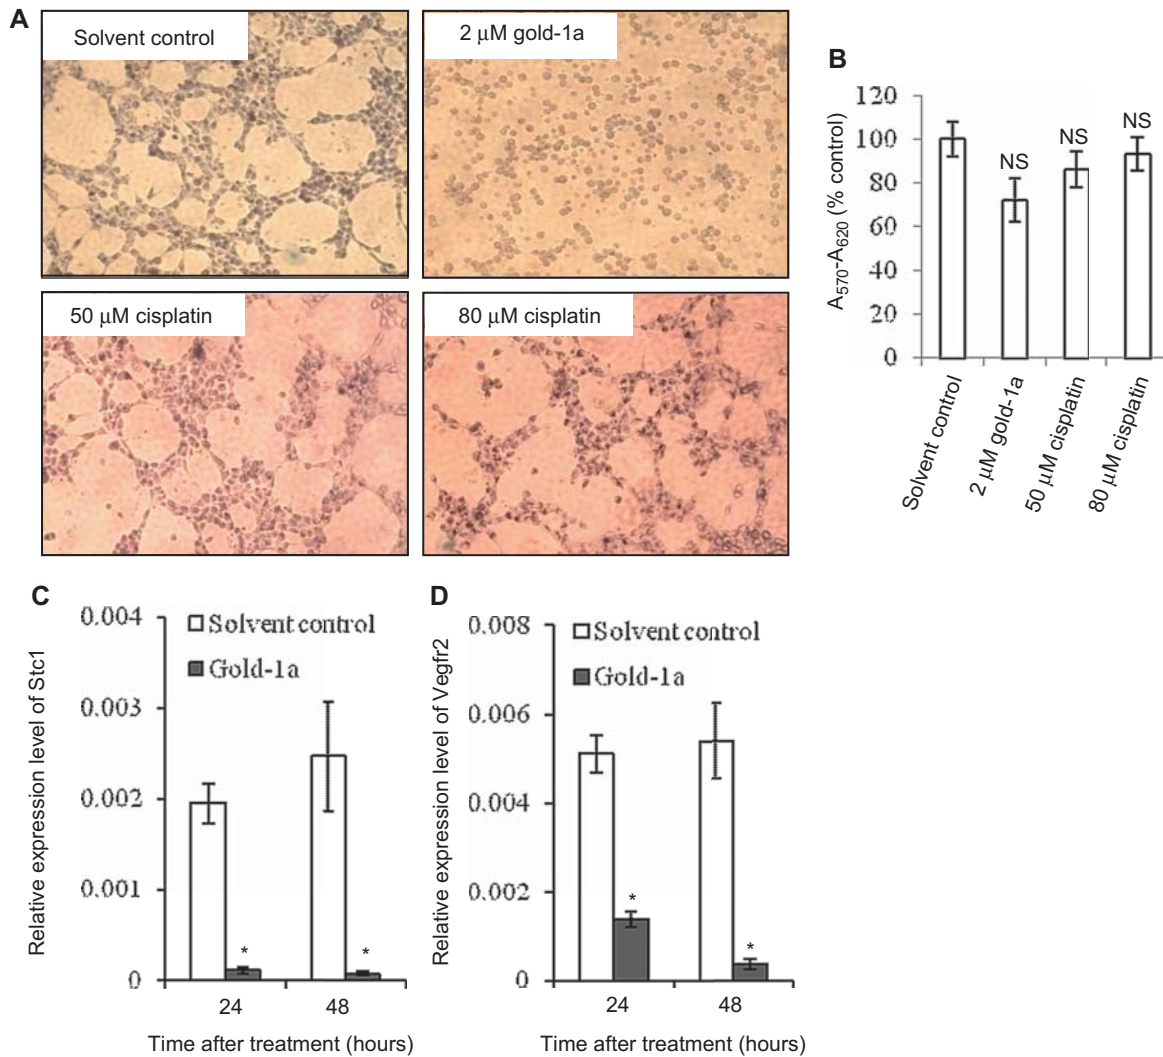 A
Solvent control
2 μM gold-1a
50 μM cisplatin
80 μM cisplatin
B
A570-A620 (% control)
120
100
80
60
40
20
0
NS
NS
NS
Solvent control
2 μM gold-1a
50 μM cisplatin
80 μM cisplatin
C
Relative expression level of Stc1
0.004
0.003
0.002
0.001
0
Solvent control
Gold-1a
*
*
24
48
Time after treatment (hours)
D
Relative expression level of Vegfr2
0.008
0.006
0.004
0.002
0
Solvent control
Gold-1a
*
*
24
48
Time after treatment (hours)